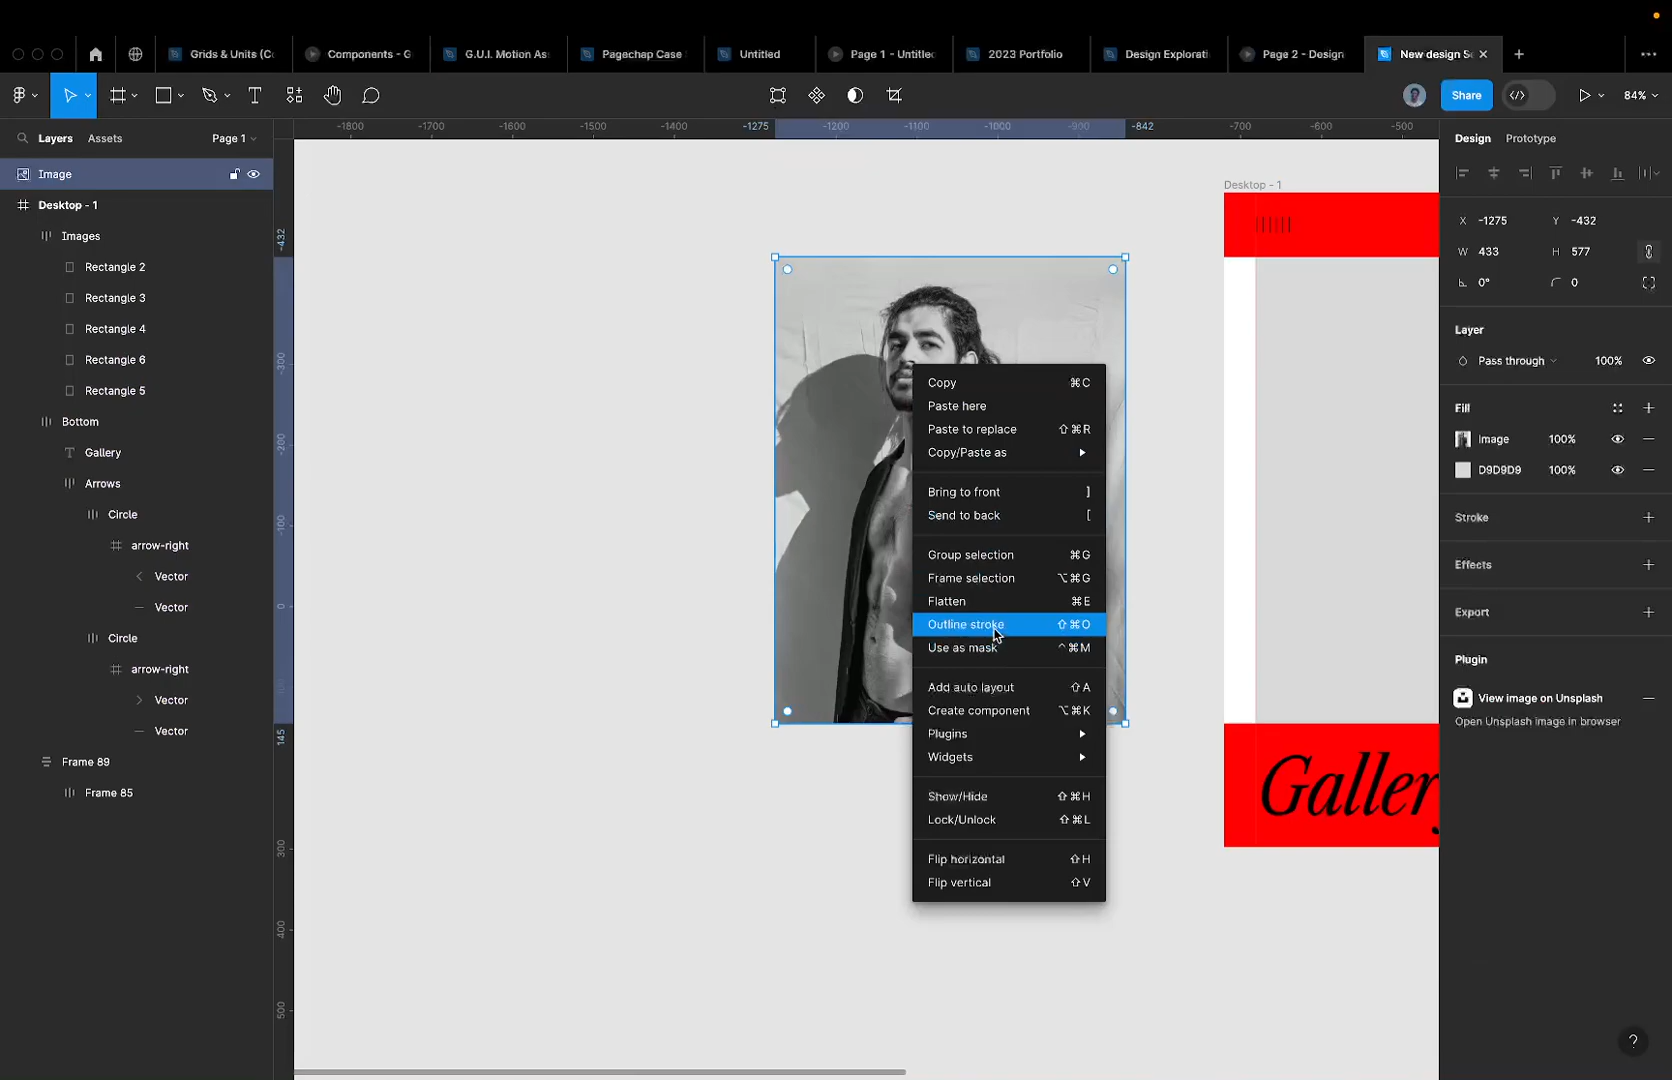 Grids & Units (Co
Components - G
G.U.I. Motion As
Pagechap Case
Untitled
Page 1 - Untitled
2023 Portfolio
Design Explorati
Page 2 - Design
New design Se
Share
84%
Layers
Assets
Page 1
Image
Desktop - 1
Images
Rectangle 2
Rectangle 3
Rectangle 4
Rectangle 6
Rectangle 5
Bottom
Gallery
Arrows
Circle
arrow-right
Vector
Vector
Circle
arrow-right
Vector
Vector
Frame 89
Frame 85
-1800
-1700
-1600
-1500
-1400
-1275
-1200
-1100
-1000
-900
-842
-700
-600
-500
-432
-300
-200
-100
0
145
300
400
500
Desktop - 1
Copy ⌘C
Paste here
Paste to replace ⇧⌘R
Copy/Paste as
Bring to front ]
Send to back [
Group selection ⌘G
Frame selection ⌥⌘G
Flatten ⌘E
Outline stroke ⇧⌘O
Use as mask ^⌘M
Add auto layout ⇧A
Create component ⌥⌘K
Plugins
Widgets
Show/Hide ⇧⌘H
Lock/Unlock ⇧⌘L
Flip horizontal ⇧H
Flip vertical ⇧V
Gallery
Design
Prototype
X -1275 Y -432
W 433 H 577
0° 0
Layer
Pass through 100%
Fill
Image 100%
D9D9D9 100%
Stroke
Effects
Export
Plugin
View image on Unsplash
Open Unsplash image in browser
?